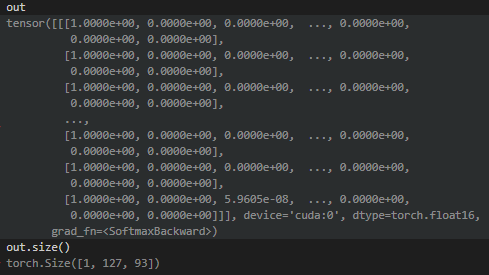 out
tensor([[[1.0000e+00, 0.0000e+00, 0.0000e+00,  ..., 0.0000e+00,
          0.0000e+00, 0.0000e+00],
         [1.0000e+00, 0.0000e+00, 0.0000e+00,  ..., 0.0000e+00,
          0.0000e+00, 0.0000e+00],
         [1.0000e+00, 0.0000e+00, 0.0000e+00,  ..., 0.0000e+00,
          0.0000e+00, 0.0000e+00],
         ...,
         [1.0000e+00, 0.0000e+00, 0.0000e+00,  ..., 0.0000e+00,
          0.0000e+00, 0.0000e+00],
         [1.0000e+00, 0.0000e+00, 0.0000e+00,  ..., 0.0000e+00,
          0.0000e+00, 0.0000e+00],
         [1.0000e+00, 0.0000e+00, 5.9605e-08,  ..., 0.0000e+00,
          0.0000e+00, 0.0000e+00]]], device='cuda:0', dtype=torch.float16,
       grad_fn=<SoftmaxBackward>)
out.size()
torch.Size([1, 127, 93])